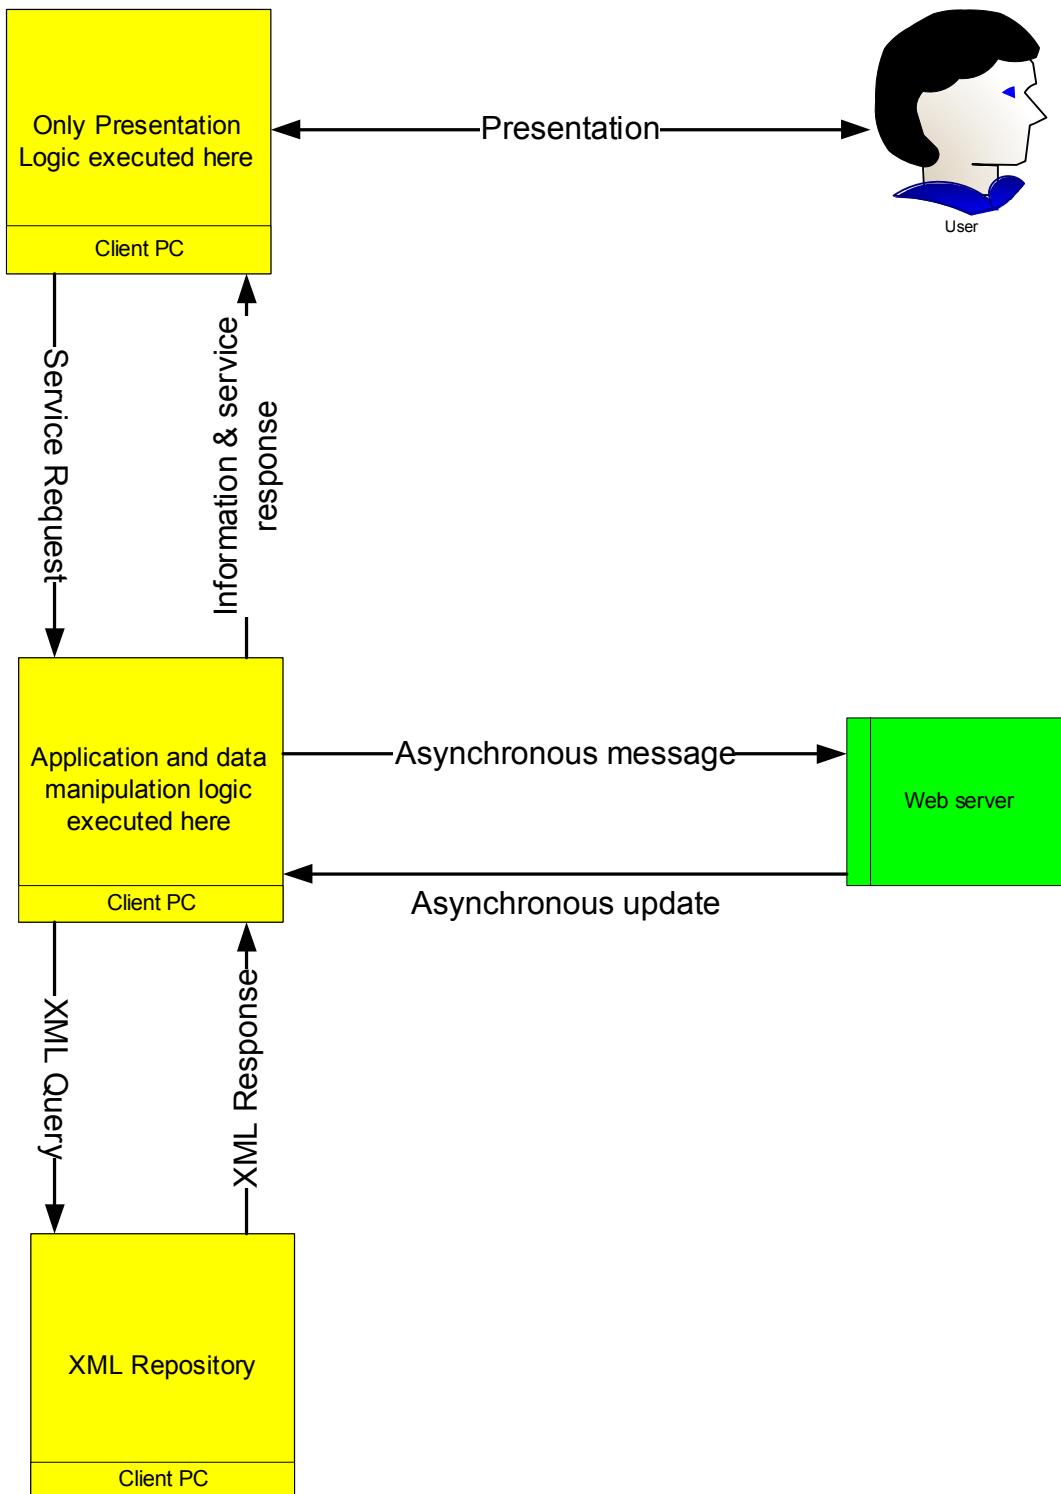 Only Presentation
Logic executed here
Client PC
Presentation
User
Service Request
Information & service
response
Application and data
manipulation logic
executed here
Client PC
Asynchronous message
Web server
Asynchronous update
XML Query
XML Response
XML Repository
Client PC